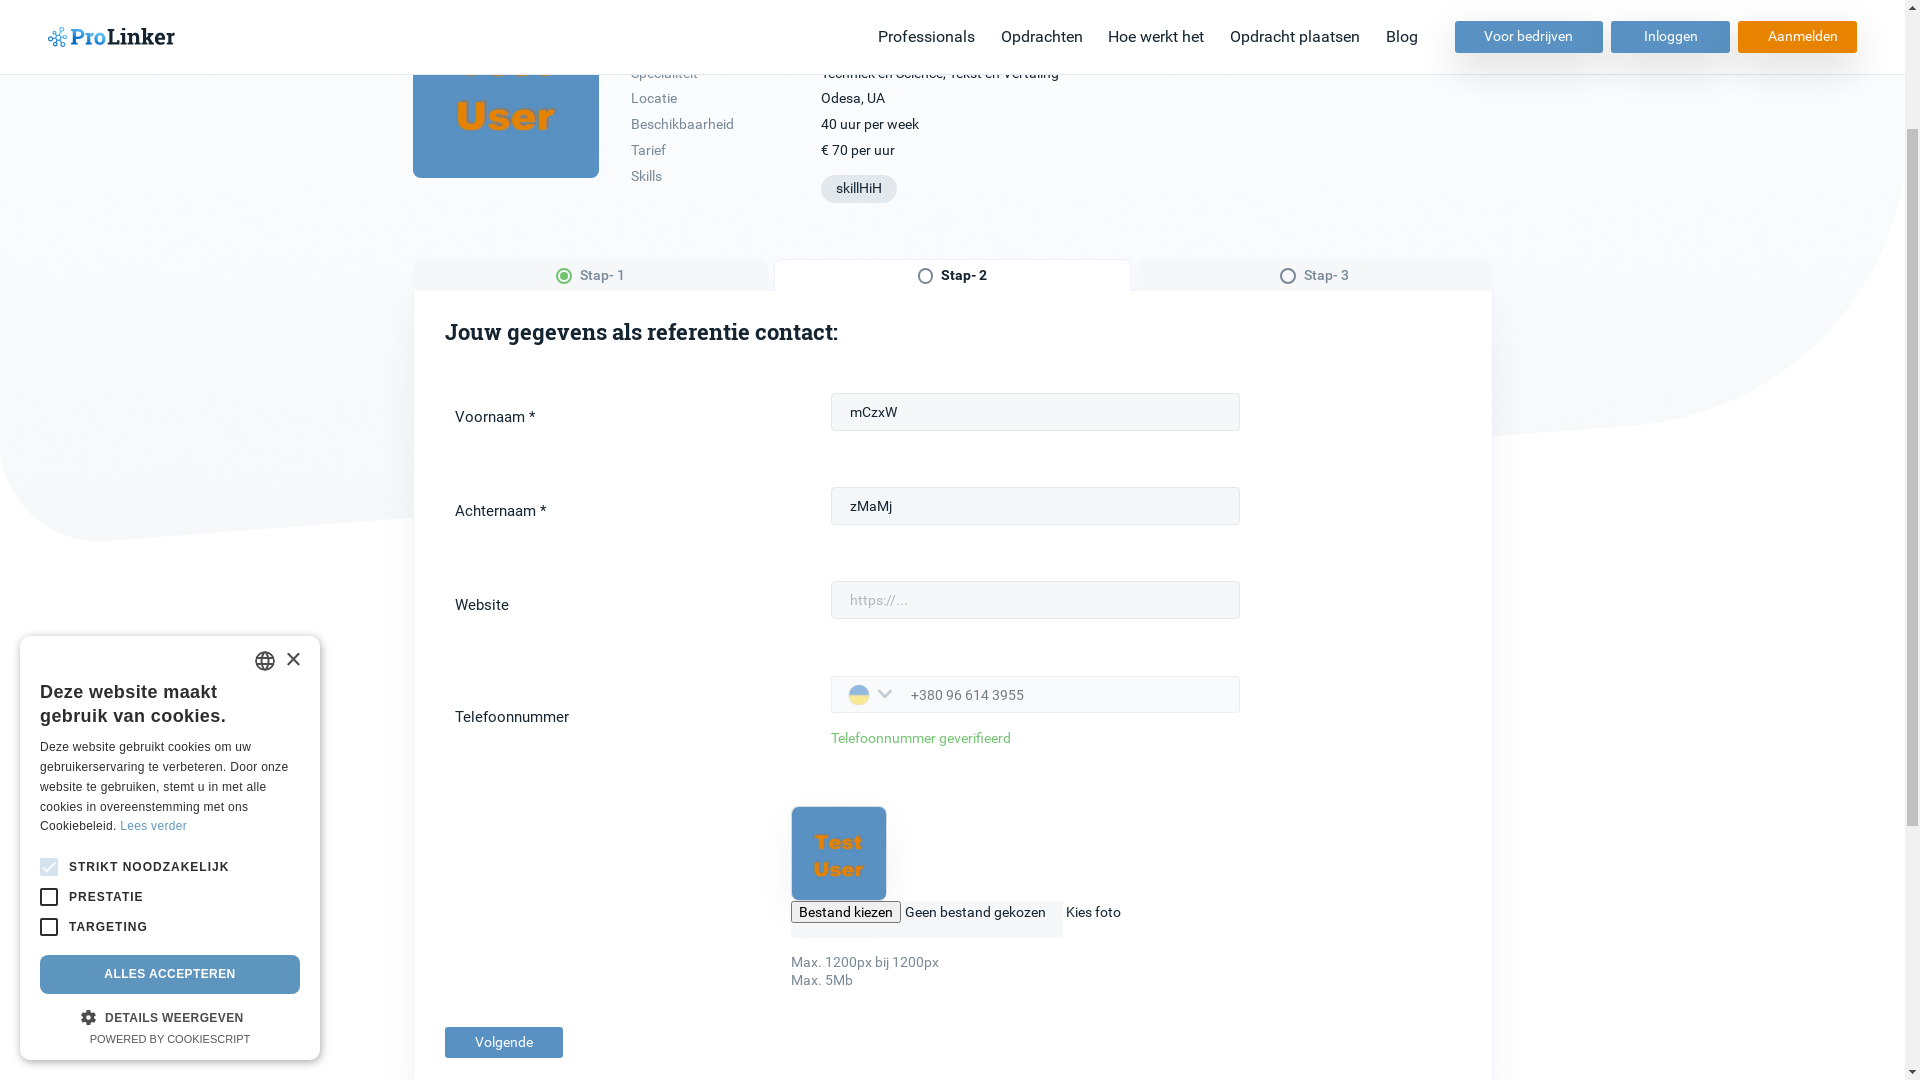 ProLinker
Professionals
Opdrachten
Hoe werkt het
Opdracht plaatsen
Blog
Voor bedrijven
Inloggen
Aanmelden
User
Specialiteit
Techniek en Science, Tekst en Vertaling
Locatie
Odesa, UA
Beschikbaarheid
40 uur per week
Tarief
€ 70 per uur
Skills
skillHiH
Stap- 1
Stap- 2
Stap- 3
Jouw gegevens als referentie contact:
Voornaam *
mCzxW
Achternaam *
zMaMj
Website
https://...
Telefoonnummer
+380 96 614 3955
Telefoonnummer geverifieerd
Test
User
Bestand kiezen Geen bestand gekozen
Kies foto
Max. 1200px bij 1200px
Max. 5Mb
Volgende
×
Deze website maakt
gebruik van cookies.
Deze website gebruikt cookies om uw
gebruikerservaring te verbeteren. Door onze
website te gebruiken, stemt u in met alle
cookies in overeenstemming met ons
Cookiebeleid. Lees verder
STRIKT NOODZAKELIJK
PRESTATIE
TARGETING
ALLES ACCEPTEREN
DETAILS WEERGEVEN
POWERED BY COOKIESCRIPT